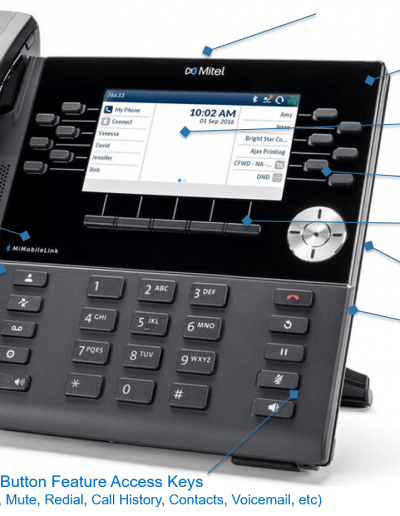 Mitel
36633
My Phone
Connect
Vanessa
David
Jennifer
Bob
10:02 AM
01 Sep 2016
Amy
Jesse
Bright Star Co...
Ajax Printing
CFWD - NA - ...
DND
MiMobileLink
1
2 ABC
3 DEF
4 GHI
5 JKL
6 MNO
7 PQRS
8 TUV
9 WXYZ
*
0
#
Button Feature Access Keys
, Mute, Redial, Call History, Contacts, Voicemail, etc)